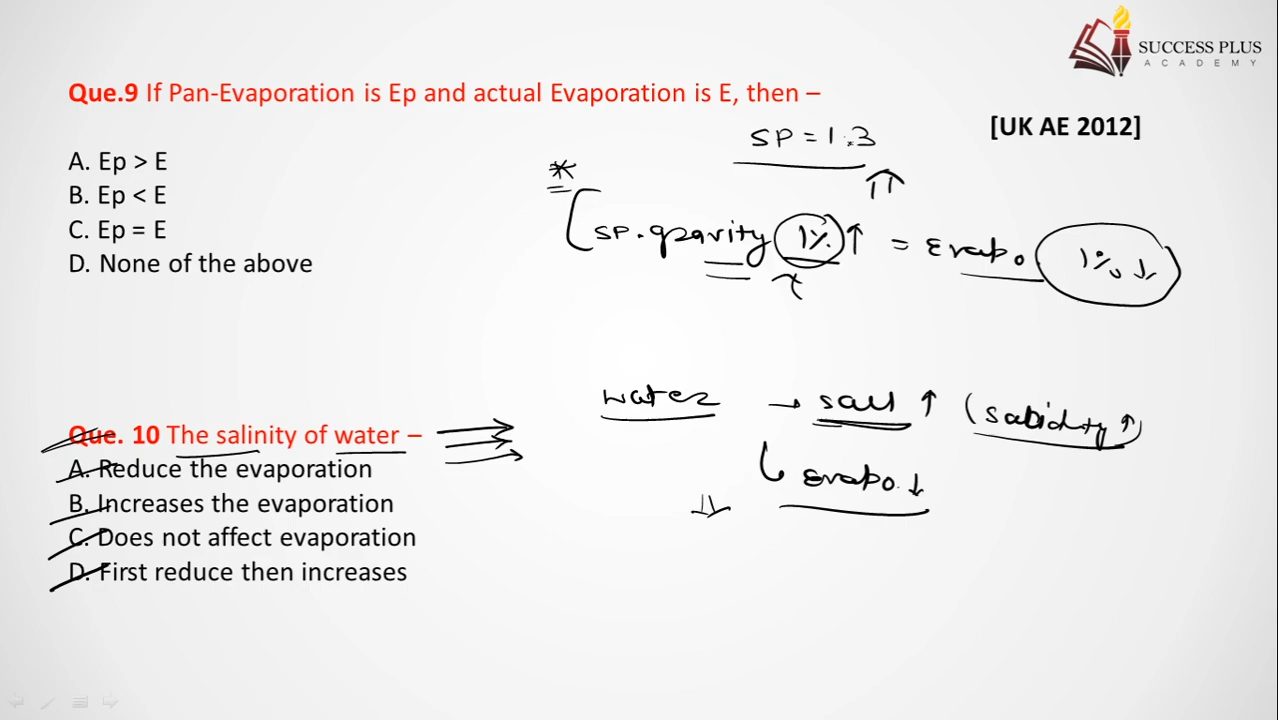 SUCCESS PLUS
ACADEMY
Que.9 If Pan-Evaporation is Ep and actual Evaporation is E, then –
[UK AE 2012]
SP = 1.3
A. Ep > E
B. Ep < E
C. Ep = E
D. None of the above
*
(SP. gravity 1% ↑ = Evapo 1% ↓
water → salt ↑ (salinity ↑)
Que. 10 The salinity of water –
A. Reduce the evaporation
Evapo. ↓
B. Increases the evaporation
C. Does not affect evaporation
D. First reduce then increases